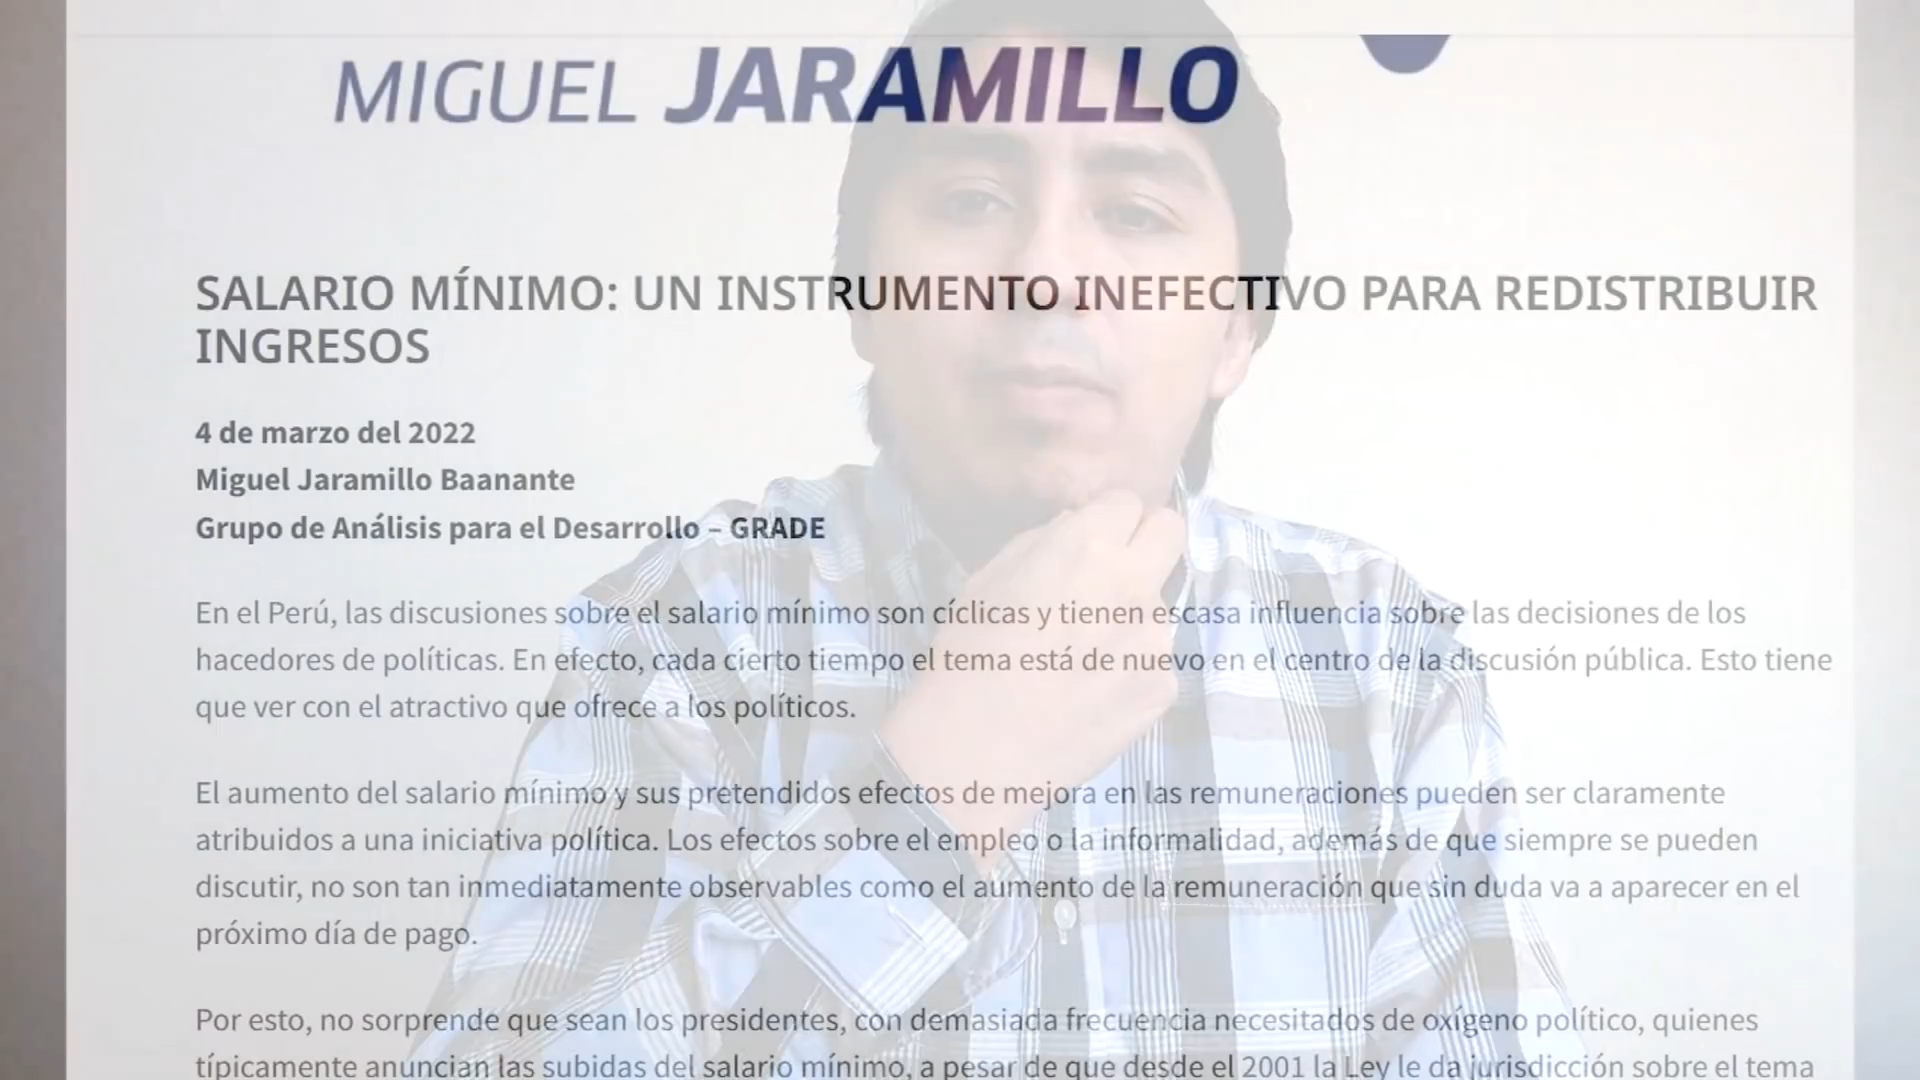 MIGUEL JARAMILLO
SALARIO MÍNIMO: UN INSTRUMENTO INEFECTIVO PARA REDISTRIBUIR
INGRESOS
4 de marzo del 2022
Miguel Jaramillo Baanante
Grupo de Análisis para el Desarrollo – GRADE
En el Perú, las discusiones sobre el salario mínimo son cíclicas y tienen escasa influencia sobre las decisiones de los
hacedores de políticas. En efecto, cada cierto tiempo el tema está de nuevo en el centro de la discusión pública. Esto tiene
que ver con el atractivo que ofrece a los políticos.
El aumento del salario mínimo y sus pretendidos efectos de mejora en las remuneraciones pueden ser claramente
atribuidos a una iniciativa política. Los efectos sobre el empleo o la informalidad, además de que siempre se pueden
discutir, no son tan inmediatamente observables como el aumento de la remuneración que sin duda va a aparecer en el
próximo día de pago.
Por esto, no sorprende que sean los presidentes, con demasiada frecuencia necesitados de oxígeno político, quienes
típicamente anuncian las subidas del salario mínimo, a pesar de que desde el 2001 la Ley le da jurisdicción sobre el tema